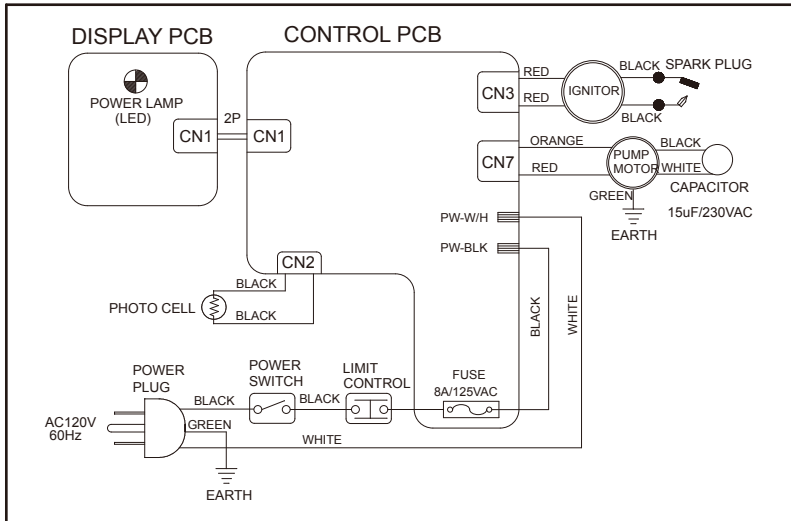 DISPLAY PCB
CONTROL PCB
POWER LAMP
(LED)
2P
CN1
CN1
CN3
RED
RED
IGNITOR
BLACK
SPARK PLUG
BLACK
CN7
ORANGE
RED
PUMP
MOTOR
BLACK
WHITE
CAPACITOR
15uF/230VAC
GREEN
EARTH
PW-W/H
PW-BLK
BLACK
WHITE
CN2
BLACK
BLACK
PHOTO CELL
POWER
PLUG
AC120V
60Hz
BLACK
POWER
SWITCH
BLACK
LIMIT
CONTROL
FUSE
8A/125VAC
GREEN
WHITE
EARTH